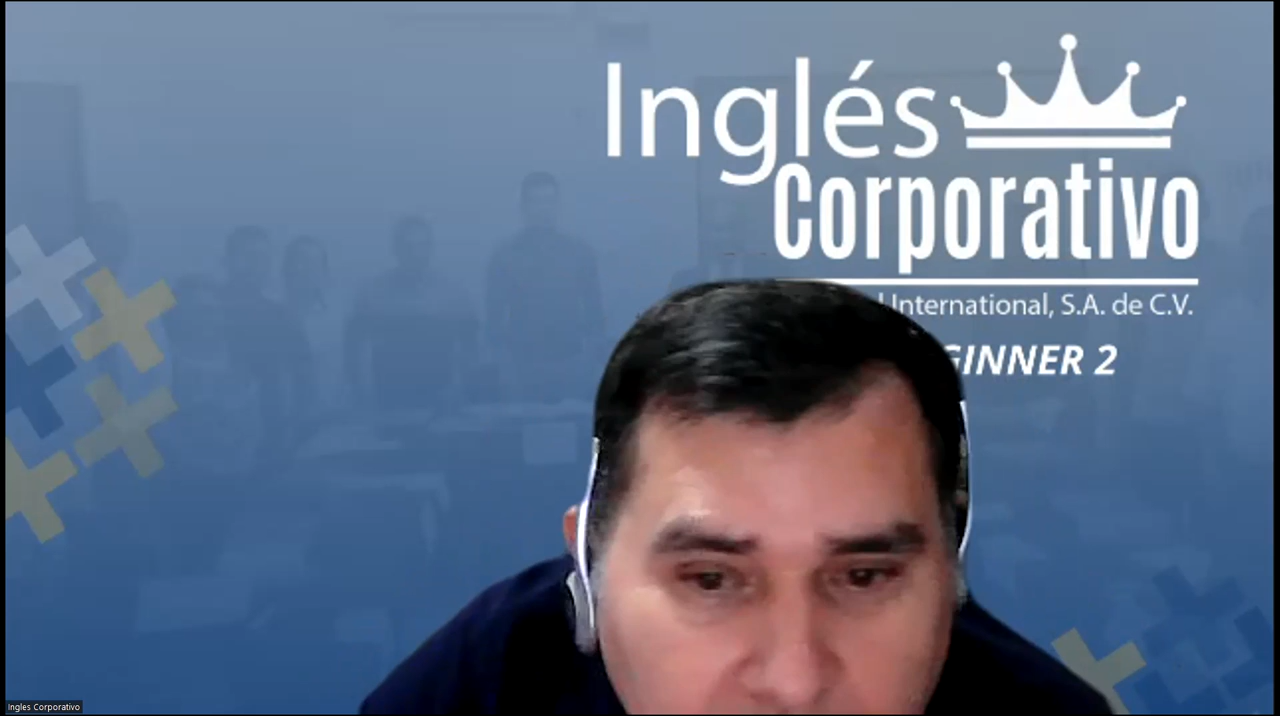 Inglés
Corporativo
International, S.A. de C.V.
GINNER 2
Ingles Corporativo